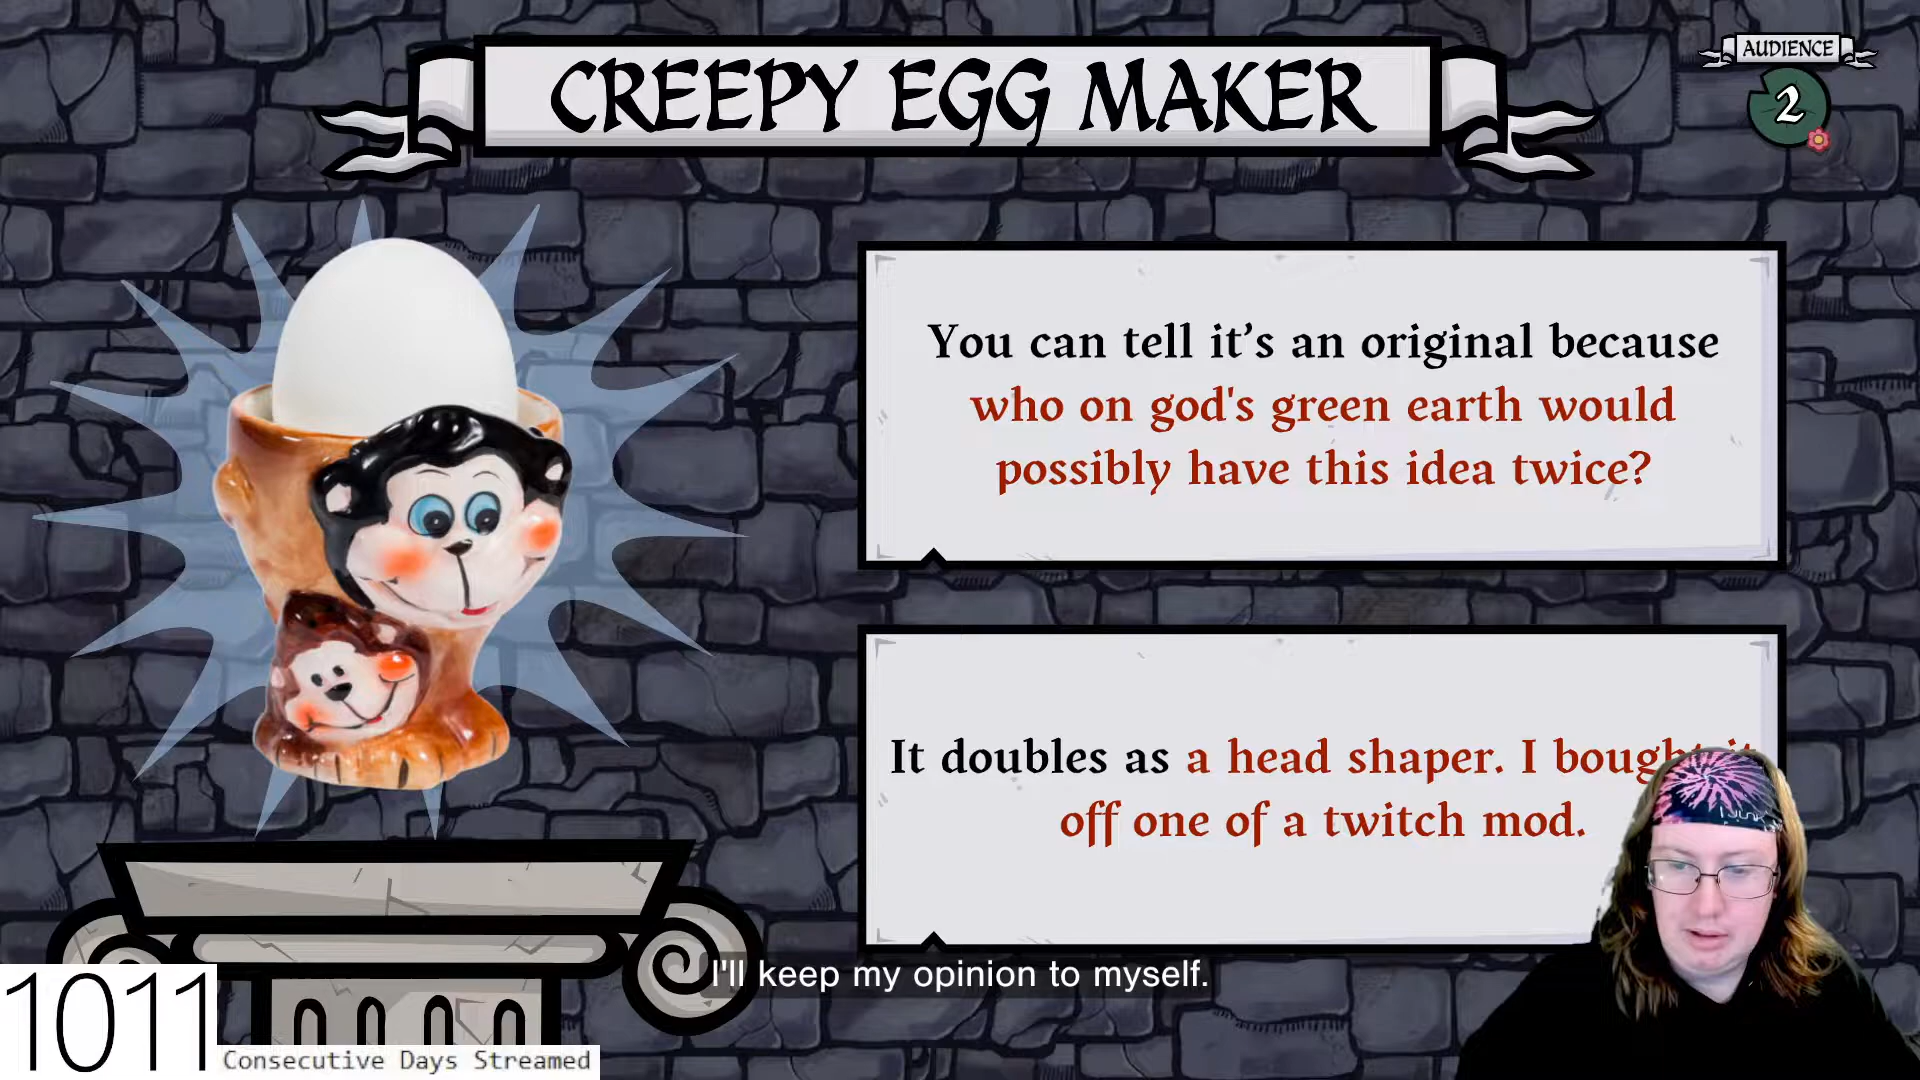 CREEPY EGG MAKER
AUDIENCE
2
You can tell it's an original because
who on god's green earth would
possibly have this idea twice?
It doubles as a head shaper. I bought it
off one of a twitch mod.
I'll keep my opinion to myself.
1011
Consecutive Days Streamed